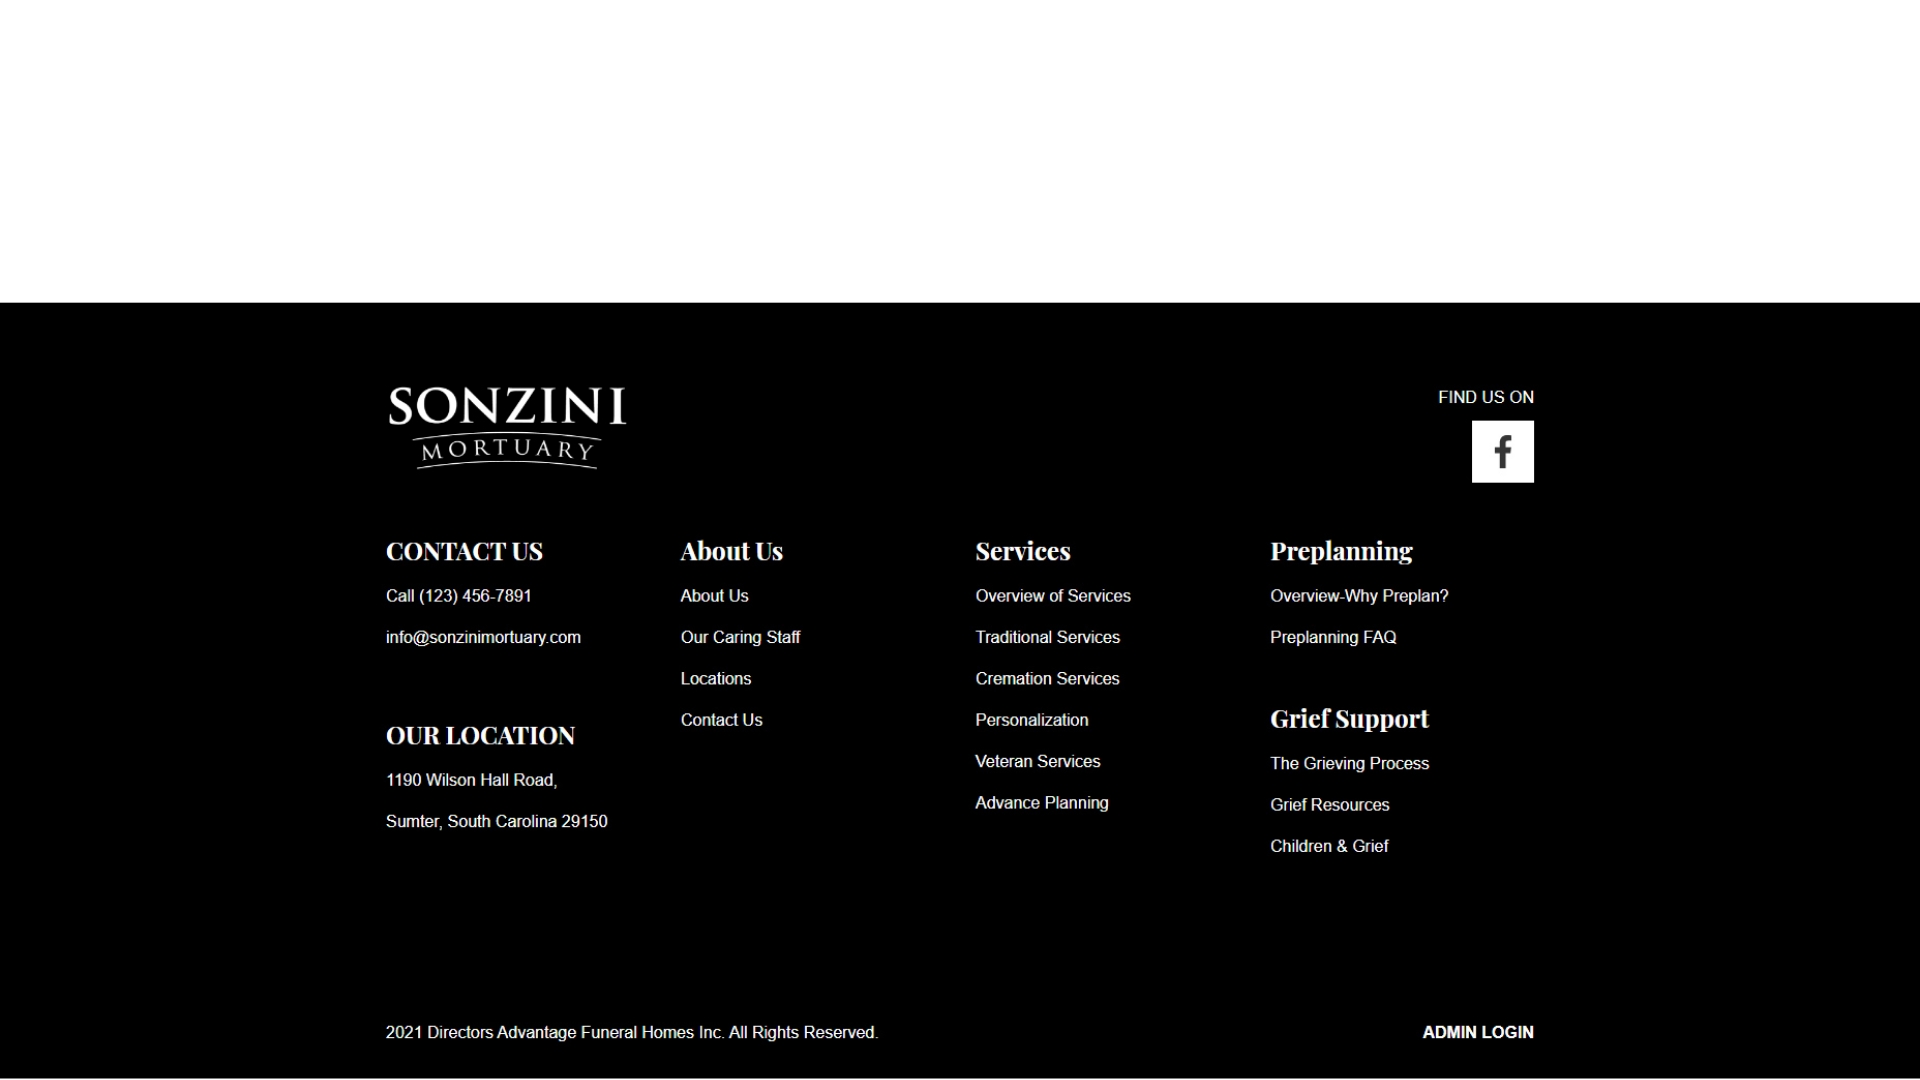 SONZINI
MORTUARY
FIND US ON
CONTACT US
Call (123) 456-7891
info@sonzinimortuary.com
OUR LOCATION
1190 Wilson Hall Road,
Sumter, South Carolina 29150
About Us
About Us
Our Caring Staff
Locations
Contact Us
Services
Overview of Services
Traditional Services
Cremation Services
Personalization
Veteran Services
Advance Planning
Preplanning
Overview-Why Preplan?
Preplanning FAQ
Grief Support
The Grieving Process
Grief Resources
Children & Grief
2021 Directors Advantage Funeral Homes Inc. All Rights Reserved.
ADMIN LOGIN